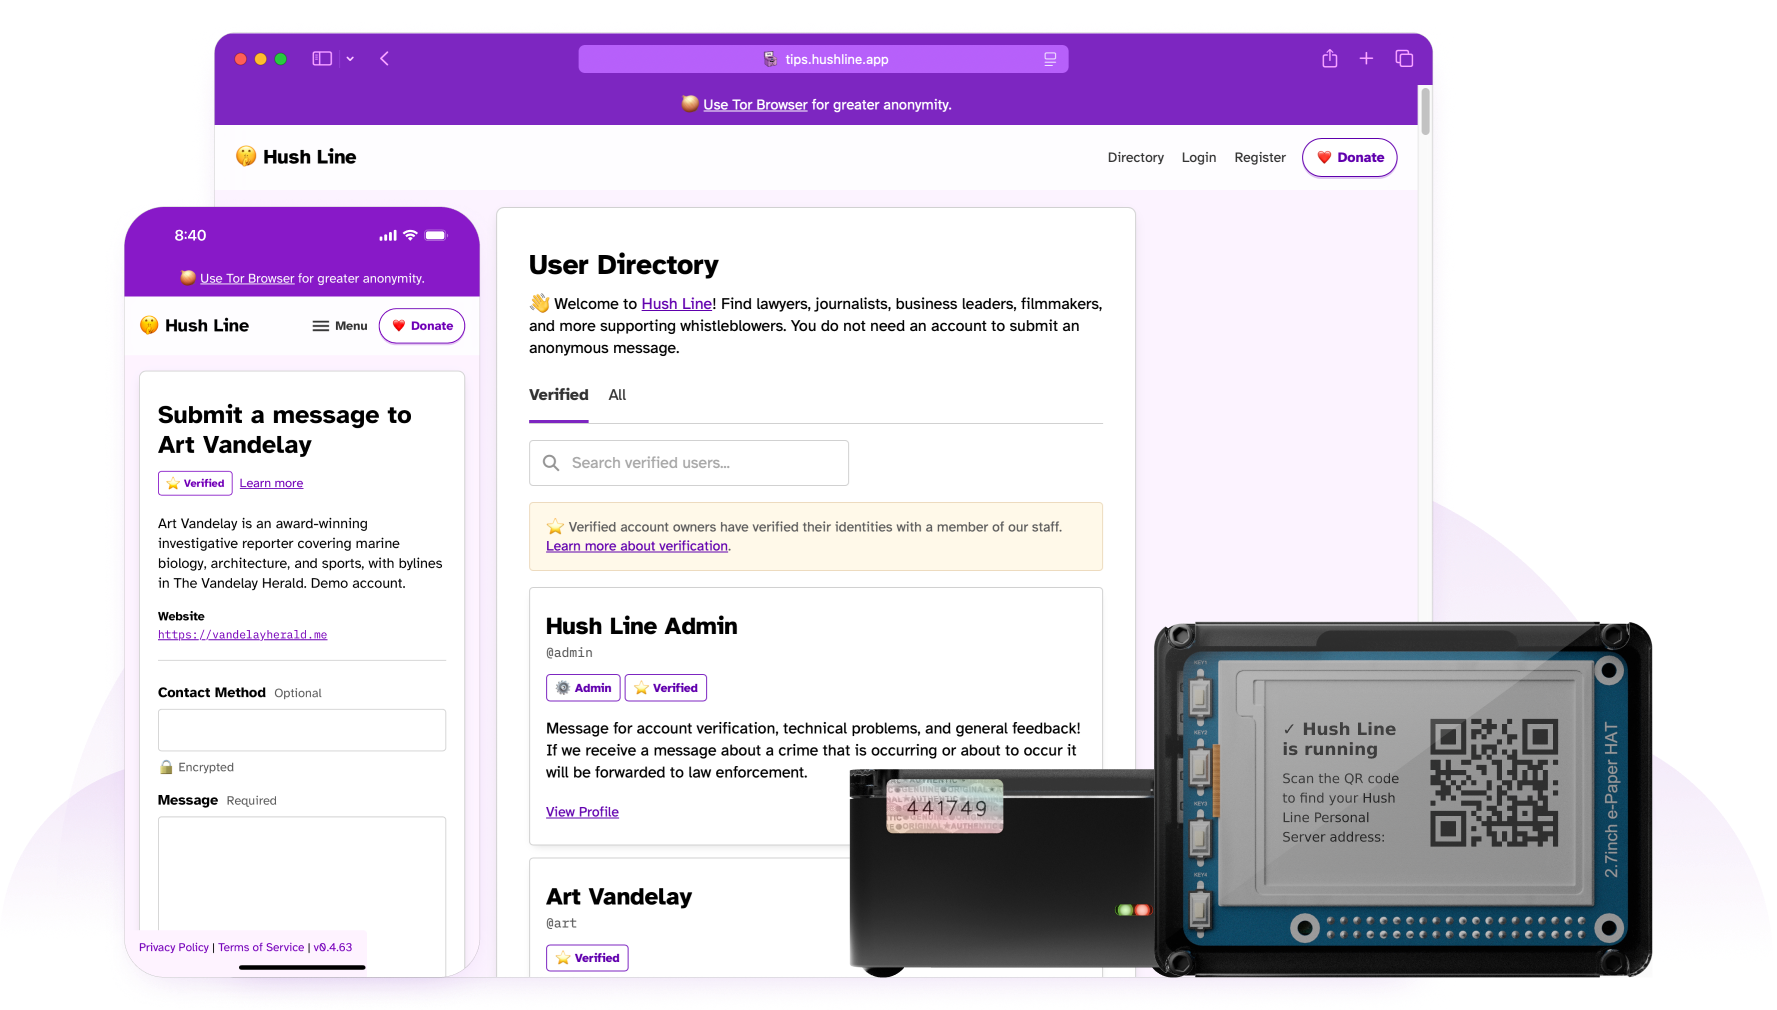 tips.hushline.app
Use Tor Browser for greater anonymity.
Hush Line
Directory
Login
Register
Donate
User Directory
👋 Welcome to Hush Line! Find lawyers, journalists, business leaders, filmmakers,
and more supporting whistleblowers. You do not need an account to submit an
anonymous message.
Verified
All
Search verified users...
⭐ Verified account owners have verified their identities with a member of our staff.
Learn more about verification.
Hush Line Admin
@admin
Admin
Verified
Message for account verification, technical problems, and general feedback!
If we receive a message about a crime that is occurring or about to occur it
will be forwarded to law enforcement.
View Profile
Art Vandelay
@art
Verified
8:40
Use Tor Browser for greater anonymity.
Hush Line
Menu
Donate
Submit a message to
Art Vandelay
Verified
Learn more
Art Vandelay is an award-winning
investigative reporter covering marine
biology, architecture, and sports, with bylines
in The Vandelay Herald. Demo account.
Website
https://vandelayherald.me
Contact Method Optional
Encrypted
Message Required
Privacy Policy | Terms of Service | v0.4.63
GENUINE ORIGINAL
441749
ORIGINAL AUTHENTIC
KEY1
KEY2
KEY3
KEY4
✓ Hush Line
is running
Scan the QR code
to find your Hush
Line Personal
Server address:
2.7inch e-Paper HAT